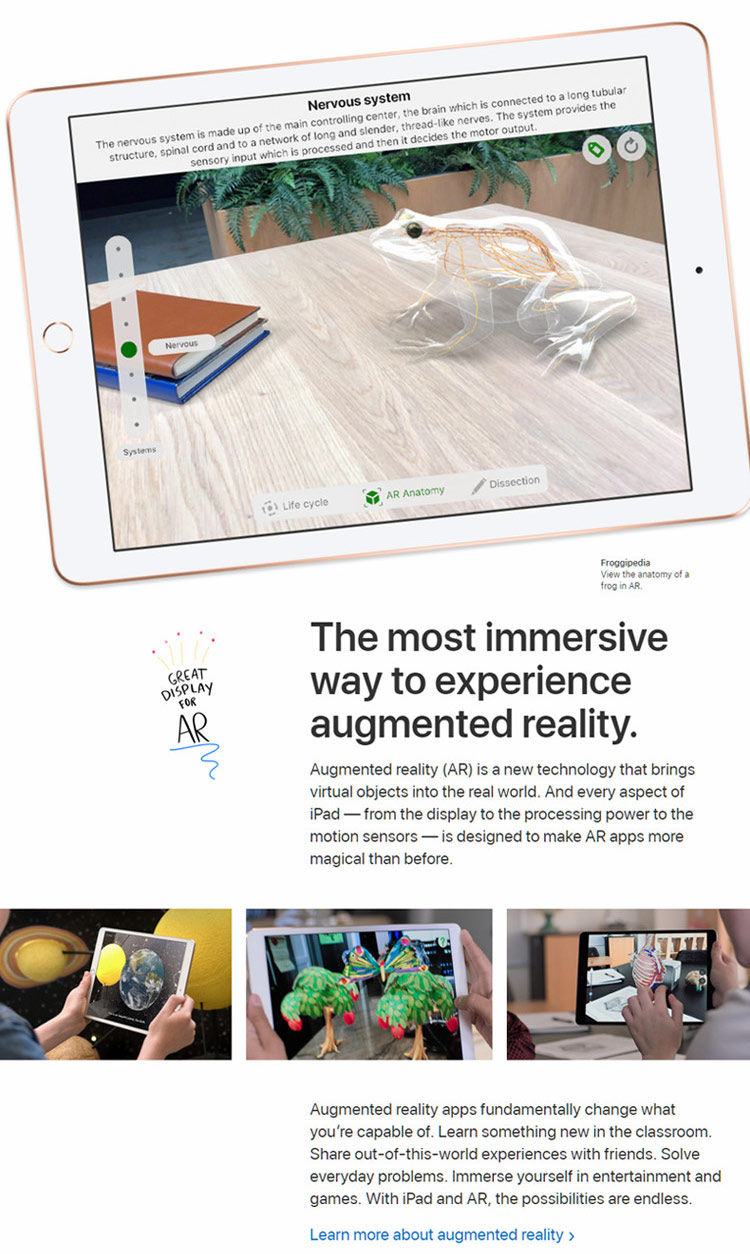 Nervous system
The nervous system is made up of the main controlling center, the brain which is connected to a long tubular
structure, spinal cord and to a network of long and slender, thread-like nerves. The system provides the
sensory input which is processed and then it decides the motor output.
Nervous
Systems
Life cycle
AR Anatomy
Dissection
Froggipedia
View the anatomy of a
frog in AR.
GREAT
DISPLAY
FOR
AR
The most immersive
way to experience
augmented reality.
Augmented reality (AR) is a new technology that brings
virtual objects into the real world. And every aspect of
iPad — from the display to the processing power to the
motion sensors — is designed to make AR apps more
magical than before.
Augmented reality apps fundamentally change what
you’re capable of. Learn something new in the classroom.
Share out-of-this-world experiences with friends. Solve
everyday problems. Immerse yourself in entertainment and
games. With iPad and AR, the possibilities are endless.
Learn more about augmented reality ›